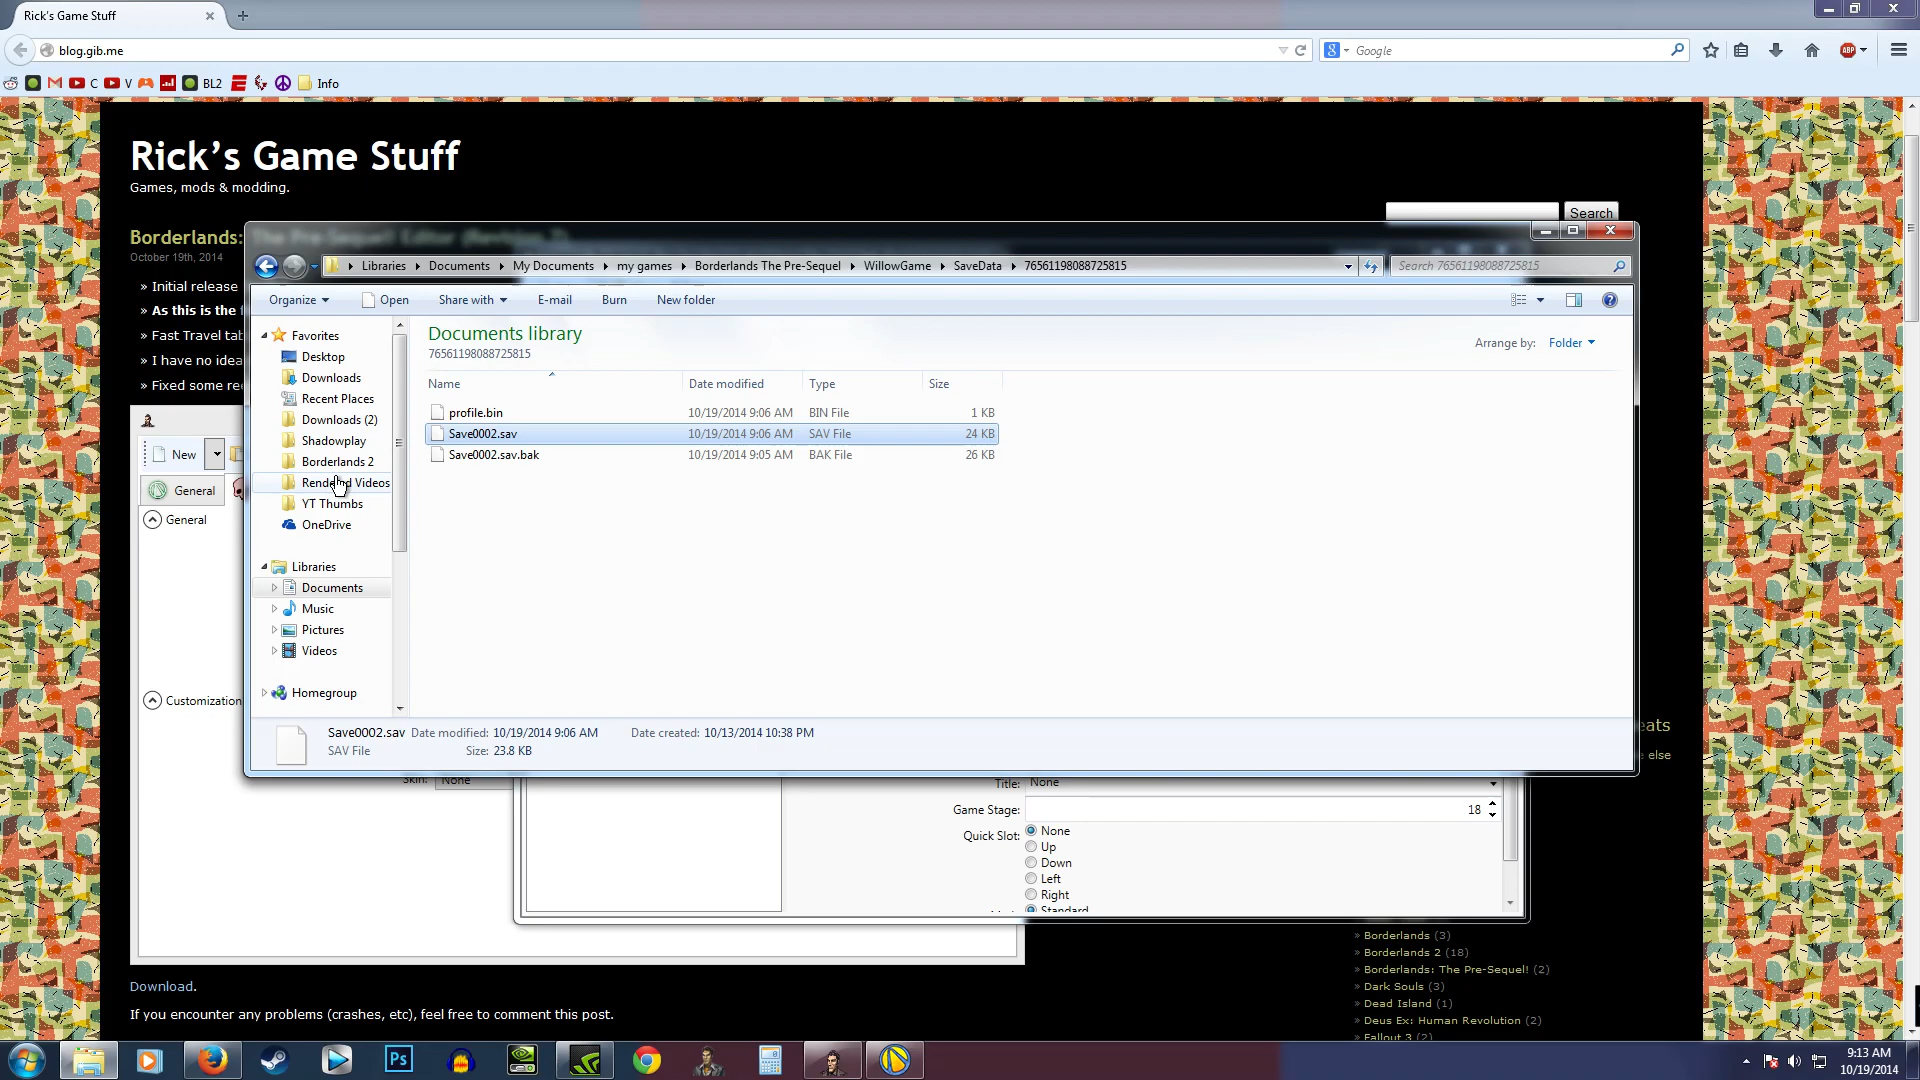 Rick's Game Stuff
blog.gib.me
Google
C
V
BL2
Info
Rick's Game Stuff
Games, mods & modding.
Search
Borderlands: The Pre-Sequel! Editor (Revision 7)
October 19th, 2014
» Initial release
» As this is the f
» Fast Travel tab
» I have no idea
» Fixed some re
Libraries
Documents
My Documents
my games
Borderlands The Pre-Sequel
WillowGame
SaveData
76561198088725815
Search 76561198088725815
Organize
Open
Share with
E-mail
Burn
New folder
Favorites
Desktop
Downloads
Recent Places
Downloads (2)
Shadowplay
Borderlands 2
Videos
YT Thumbs
OneDrive
Libraries
Documents
Music
Pictures
Videos
Homegroup
Documents library
76561198088725815
Arrange by: Folder
Name Date modified Type Size
profile.bin 10/19/2014 9:06 AM BIN File 1 KB
Save0002.sav 10/19/2014 9:06 AM SAV File 24 KB
Save0002.sav.bak 10/19/2014 9:05 AM BAK File 26 KB
Save0002.sav Date modified: 10/19/2014 9:06 AM Date created: 10/13/2014 10:38 PM
SAV File Size: 23.8 KB
New
General
General
Customization
Skin: None
eats
else
Title: None
Game Stage: 18
Quick Slot: None
Up
Down
Left
Right
Standard
» Borderlands (3)
» Borderlands 2 (18)
» Borderlands: The Pre-Sequel! (2)
» Dark Souls (3)
» Dead Island (1)
» Deus Ex: Human Revolution (2)
» Fallout 3 (2)
Download.
If you encounter any problems (crashes, etc), feel free to comment this post.
9:13 AM
10/19/2014